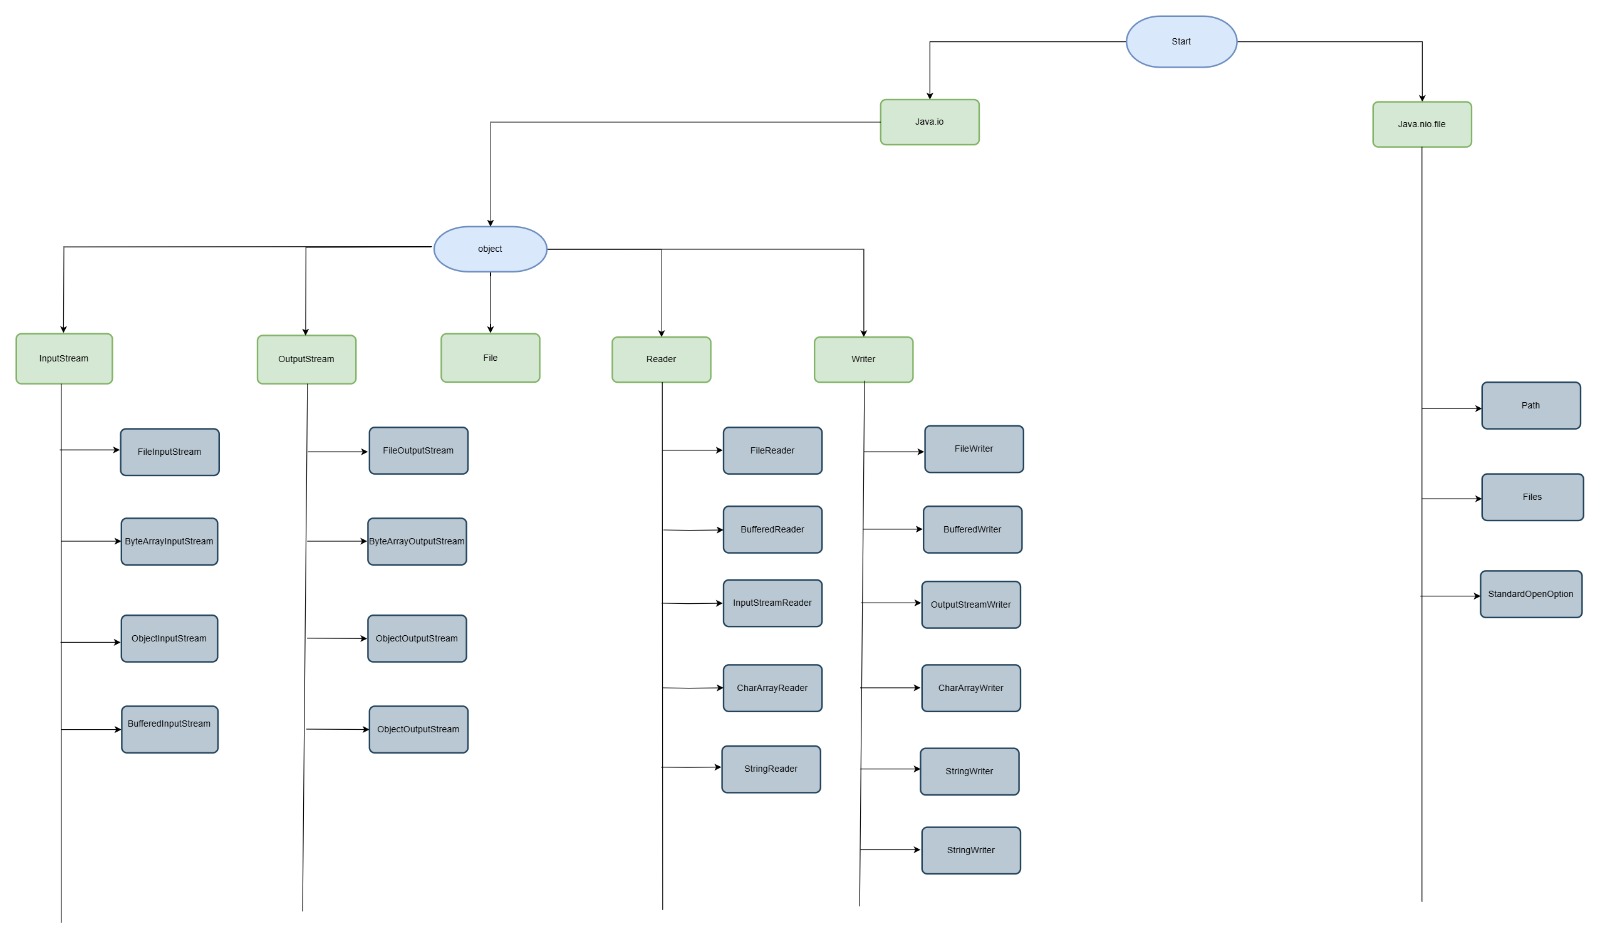 Start
Java.io
Java.nio.file
object
InputStream
OutputStream
File
Reader
Writer
FileInputStream
ByteArrayInputStream
ObjectInputStream
BufferedInputStream
FileOutputStream
ByteArrayOutputStream
ObjectOutputStream
ObjectOutputStream
FileReader
BufferedReader
InputStreamReader
CharArrayReader
StringReader
FileWriter
BufferedWriter
OutputStreamWriter
CharArrayWriter
StringWriter
StringWriter
Path
Files
StandardOpenOption